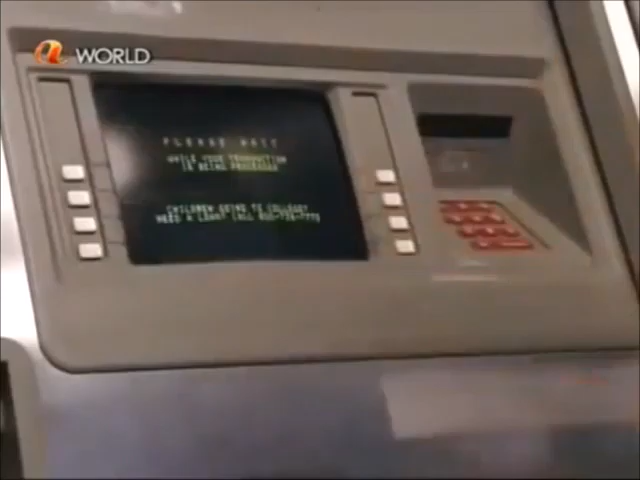 a WORLD
PLEASE WAIT
WHILE YOUR TRANSACTION
IS BEING PROCESSED
CHILDREN GOING TO COLLEGE?
NEED A LOAN? CALL